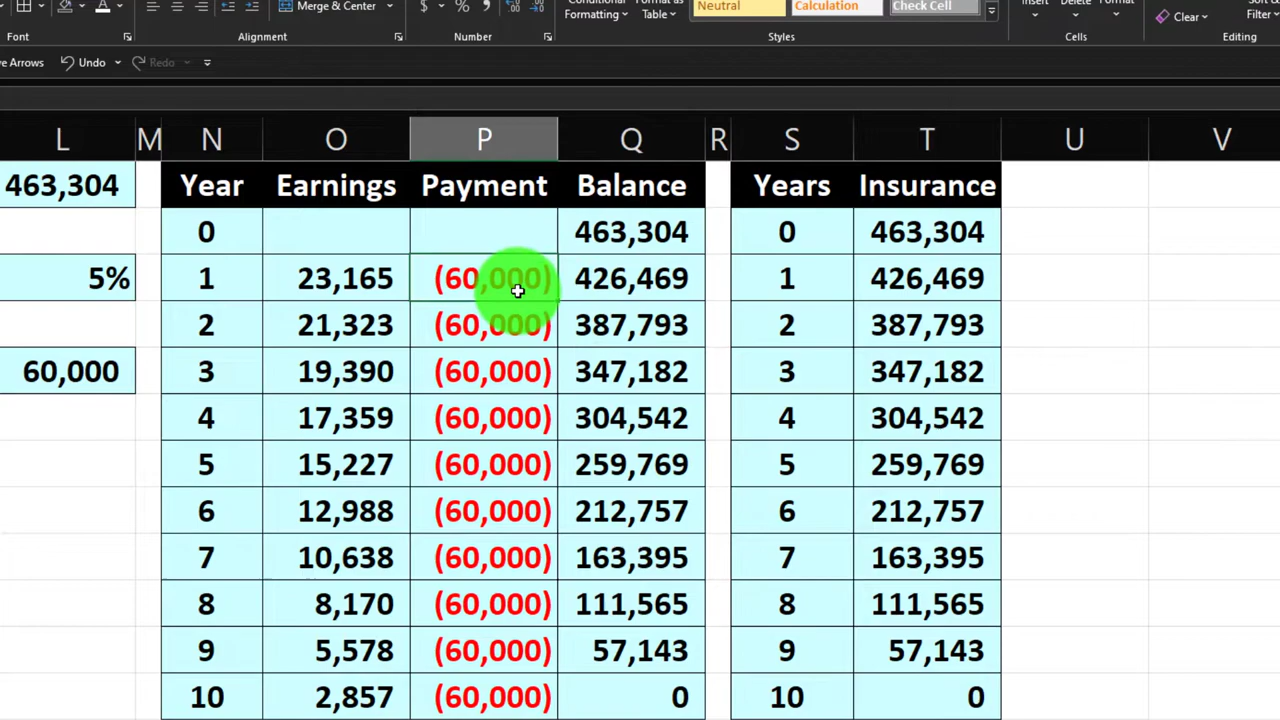 Merge & Center $ % 9 Conditional Format as Neutral Calculation Check Cell Insert Delete Format Clear Sort &
Formatting Table Filter
Font Alignment Number Styles Cells Editing
ve Arrows Undo Redo
L M N O P Q R S T U V
463,304 Year Earnings Payment Balance Years Insurance
0 463,304 0 463,304
5% 1 23,165 (60,000) 426,469 1 426,469
2 21,323 (60,000) 387,793 2 387,793
60,000 3 19,390 (60,000) 347,182 3 347,182
4 17,359 (60,000) 304,542 4 304,542
5 15,227 (60,000) 259,769 5 259,769
6 12,988 (60,000) 212,757 6 212,757
7 10,638 (60,000) 163,395 7 163,395
8 8,170 (60,000) 111,565 8 111,565
9 5,578 (60,000) 57,143 9 57,143
10 2,857 (60,000) 0 10 0